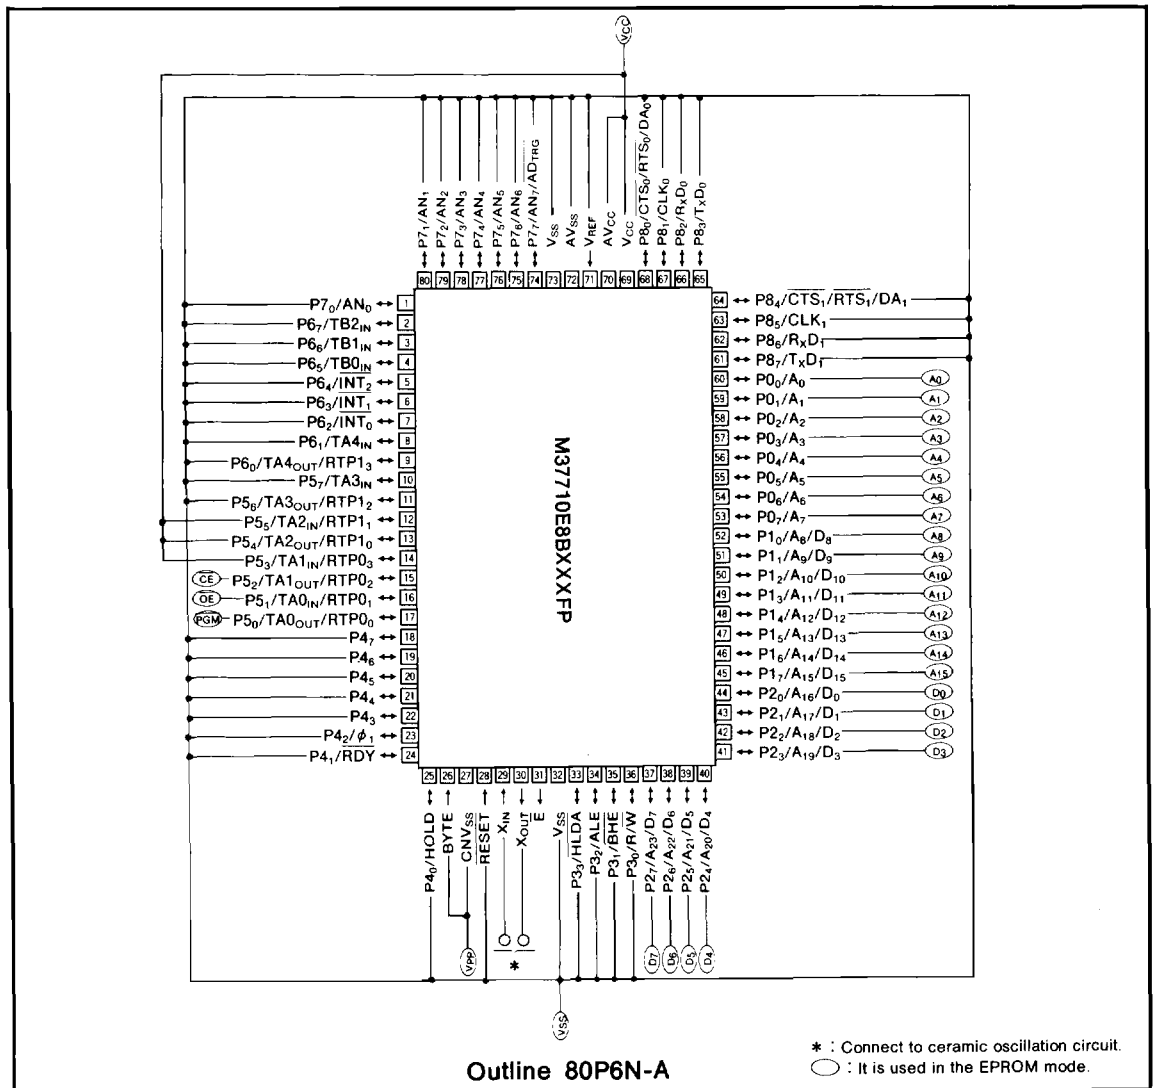 VCC
P7₁/AN₁
P7₂/AN₂
P7₃/AN₃
P7₄/AN₄
P7₅/AN₅
P7₆/AN₆
P7₇/AN₇/AD̅T̅R̅G̅
VSS
AVSS
VREF
AVCC
VCC
P8₀/C̅T̅S̅₀/R̅T̅S̅₀/DA₀
P8₁/CLK₀
P8₂/RXD₀
P8₃/TXD₀
80 79 78 77 76 75 74 73 72 71 70 69 68 67 66 65
P7₀/AN₀ 1
P6₇/TB2IN 2
P6₆/TB1IN 3
P6₅/TB0IN 4
P6₄/I̅N̅T̅₂ 5
P6₃/I̅N̅T̅₁ 6
P6₂/I̅N̅T̅₀ 7
P6₁/TA4IN 8
P6₀/TA4OUT/RTP1₃ 9
P5₇/TA3IN 10
P5₆/TA3OUT/RTP1₂ 11
P5₅/TA2IN/RTP1₁ 12
P5₄/TA2OUT/RTP1₀ 13
P5₃/TA1IN/RTP0₃ 14
CE P5₂/TA1OUT/RTP0₂ 15
OE P5₁/TA0IN/RTP0₁ 16
PGM P5₀/TA0OUT/RTP0₀ 17
P4₇ 18
P4₆ 19
P4₅ 20
P4₄ 21
P4₃ 22
P4₂/ϕ₁ 23
P4₁/R̅D̅Y̅ 24
M37710E8BXXXFP
64 P8₄/C̅T̅S̅₁/R̅T̅S̅₁/DA₁
63 P8₅/CLK₁
62 P8₆/RXD₁
61 P8₇/TXD₁
60 P0₀/A₀ A0
59 P0₁/A₁ A1
58 P0₂/A₂ A2
57 P0₃/A₃ A3
56 P0₄/A₄ A4
55 P0₅/A₅ A5
54 P0₆/A₆ A6
53 P0₇/A₇ A7
52 P1₀/A₈/D₈ A8
51 P1₁/A₉/D₉ A9
50 P1₂/A₁₀/D₁₀ A10
49 P1₃/A₁₁/D₁₁ A11
48 P1₄/A₁₂/D₁₂ A12
47 P1₅/A₁₃/D₁₃ A13
46 P1₆/A₁₄/D₁₄ A14
45 P1₇/A₁₅/D₁₅ A15
44 P2₀/A₁₆/D₀ D0
43 P2₁/A₁₇/D₁ D1
42 P2₂/A₁₈/D₂ D2
41 P2₃/A₁₉/D₃ D3
25 26 27 28 29 30 31 32 33 34 35 36 37 38 39 40
P4₀/H̅O̅L̅D̅
BYTE
CNVSS
R̅E̅S̅E̅T̅
XIN
XOUT
E̅
VSS
P3₃/H̅L̅D̅A̅
P3₂/ALE
P3₁/B̅H̅E̅
P3₀/R/W̅
P2₇/A₂₃/D₇
P2₆/A₂₂/D₆
P2₅/A₂₁/D₅
P2₄/A₂₀/D₄
VPP
*
D7
D6
D5
D4
VSS
Outline 80P6N-A
* : Connect to ceramic oscillation circuit.
: It is used in the EPROM mode.